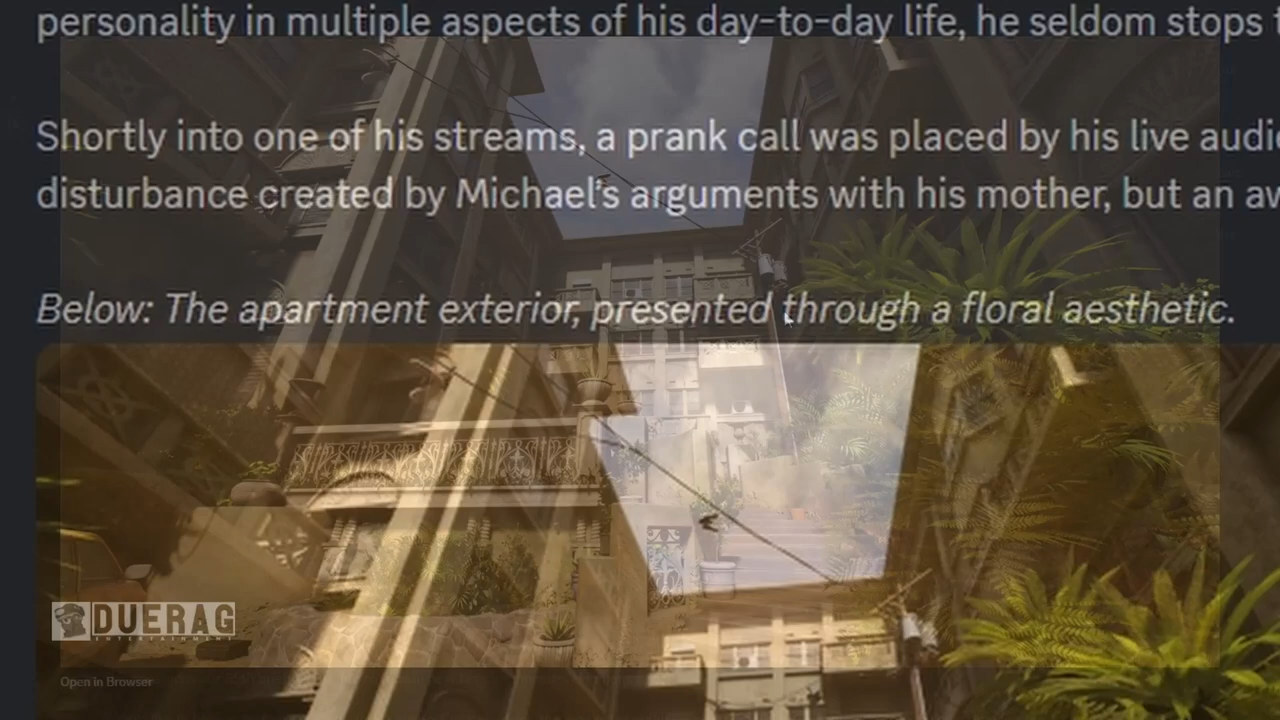 personality in multiple aspects of his day-to-day life, he seldom stops
Shortly into one of his streams, a prank call was placed by his live
disturbance created by Michael's arguments with his mother, but an
Below: The apartment exterior, presented through a floral aesthetic.
DUERAG
ENTERTAINMENT
Open in Browser